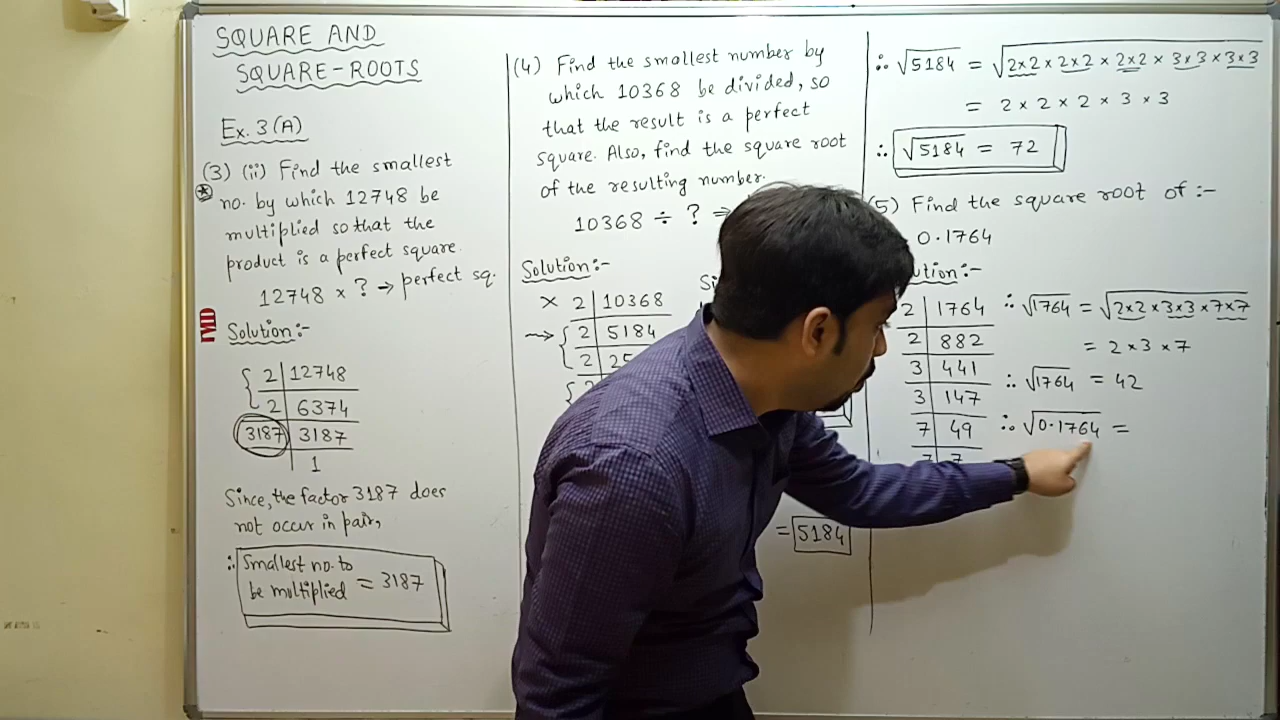 SQUARE AND
SQUARE-ROOTS
Ex. 3(A)
(3) (ii) Find the smallest
no. by which 12748 be
multiplied so that the
product is a perfect square.
12748 × ? → perfect sq.
Solution:-
2 | 12748
2 | 6374
3187 | 3187
1
Since, the factor 3187 does
not occur in pair,
∴ Smallest no. to
be multiplied = 3187
(4) Find the smallest number by
which 10368 be divided, so
that the result is a perfect
square. Also, find the square root
of the resulting number.
10368 ÷ ? →
Solution:-
× 2 | 10368
2 | 5184
2 | 25
2
= 5184
∴ √5184 = √2×2 × 2×2 × 2×2 × 3×3 × 3×3
= 2 × 2 × 2 × 3 × 3
∴ √5184 = 72
(5) Find the square root of :-
0.1764
2 | 1764
2 | 882
3 | 441
3 | 147
7 | 49
7 | 7
∴ √1764 = √2×2 × 3×3 × 7×7
= 2 × 3 × 7
∴ √1764 = 42
∴ √0.1764 =